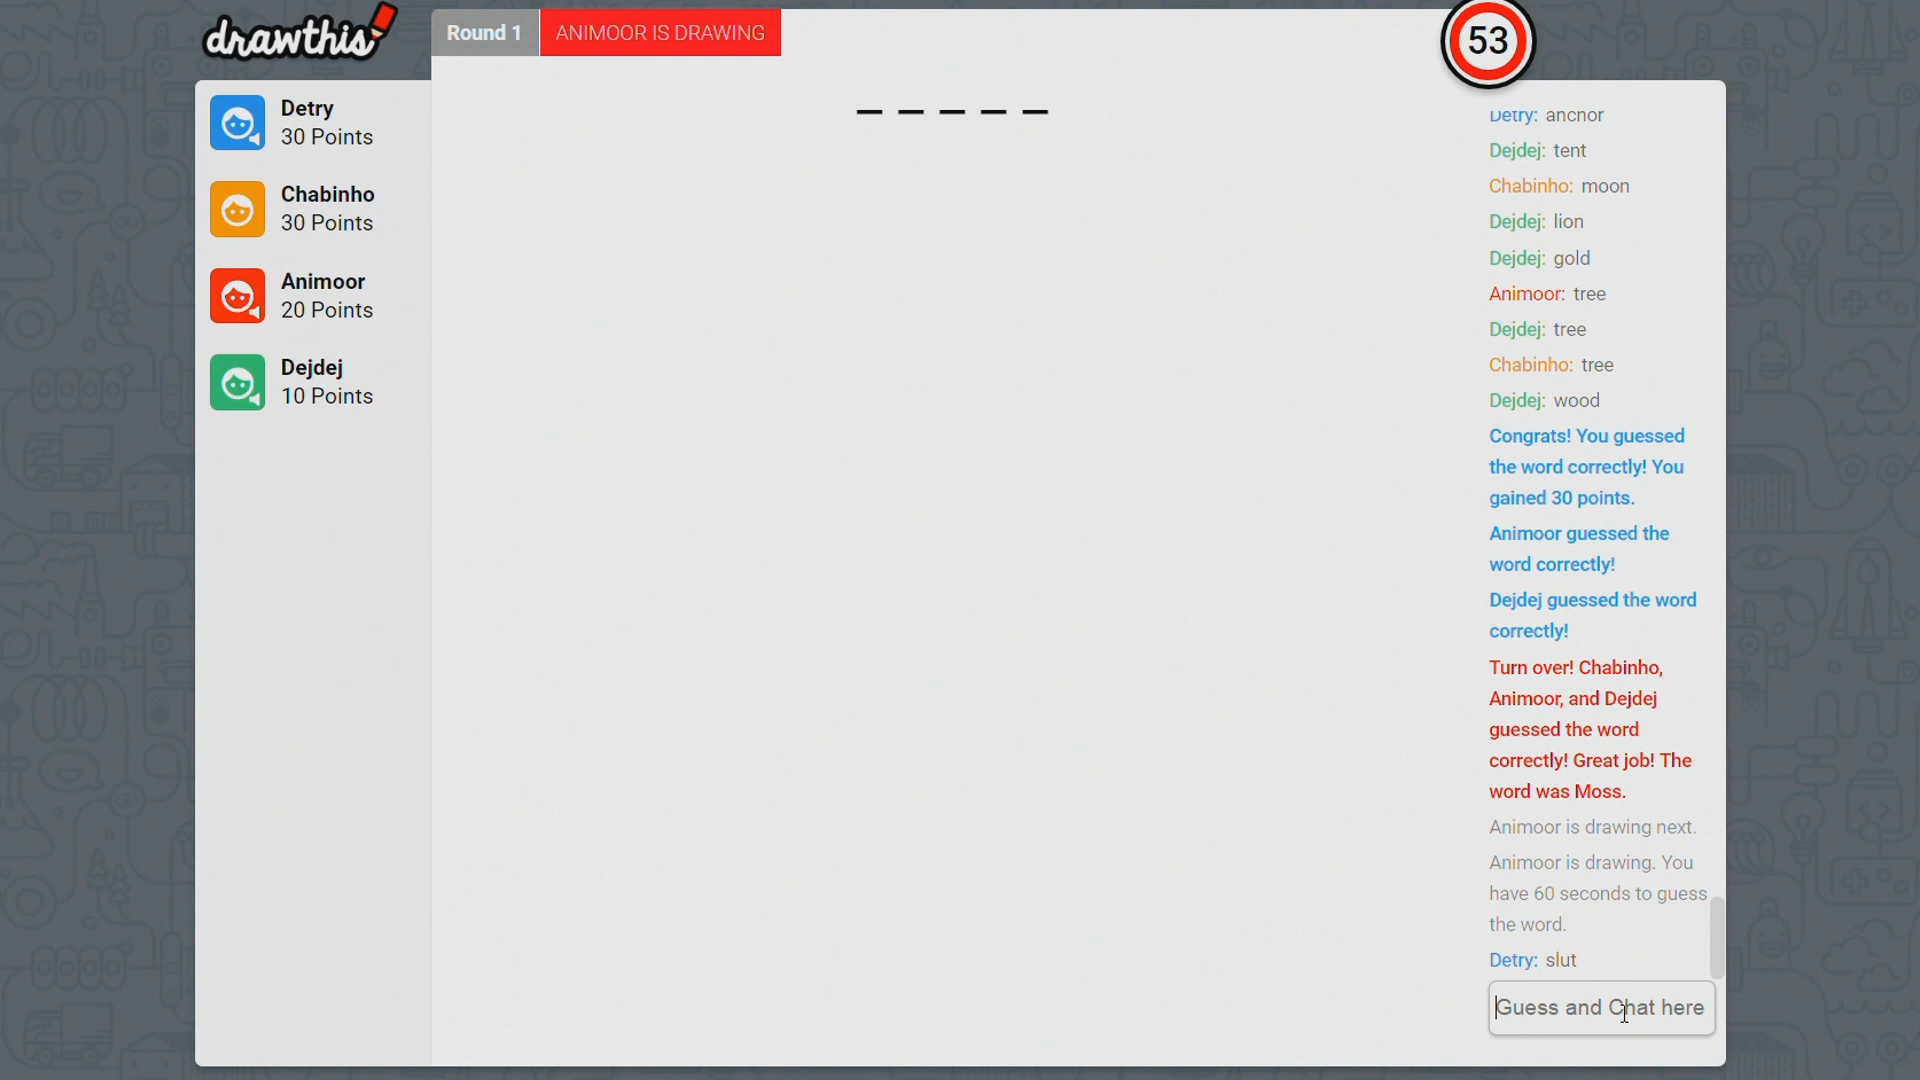 drawthis
Round 1
ANIMOOR IS DRAWING
53
Detry
30 Points
Chabinho
30 Points
Animoor
20 Points
Dejdej
10 Points
_ _ _ _ _
Detry: anchor
Dejdej: tent
Chabinho: moon
Dejdej: lion
Dejdej: gold
Animoor: tree
Dejdej: tree
Chabinho: tree
Dejdej: wood
Congrats! You guessed
the word correctly! You
gained 30 points.
Animoor guessed the
word correctly!
Dejdej guessed the word
correctly!
Turn over! Chabinho,
Animoor, and Dejdej
guessed the word
correctly! Great job! The
word was Moss.
Animoor is drawing next.
Animoor is drawing. You
have 60 seconds to guess
the word.
Detry: slut
Guess and Chat here